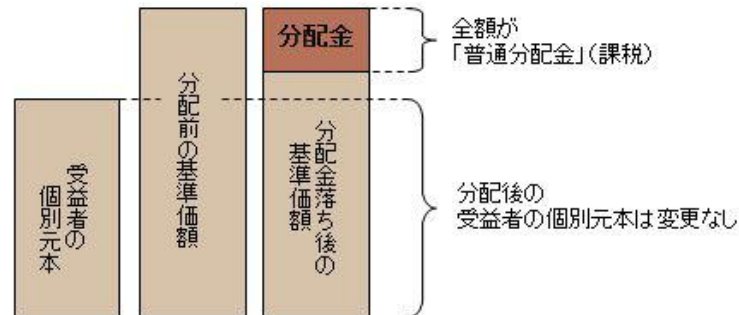 受益者の
個別元本
分配前の基準価額
分配金
分配金落ち後の
基準価額
全額が
「普通分配金」(課税)
分配後の
受益者の個別元本は変更なし